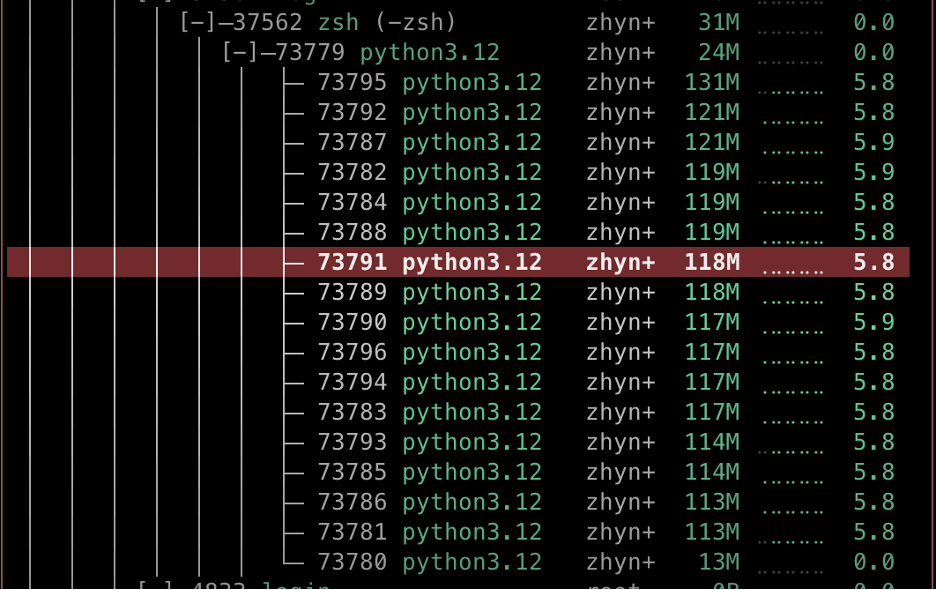 [-]─37562 zsh (-zsh) zhyn+ 31M 0.0
[-]─73779 python3.12 zhyn+ 24M 0.0
73795 python3.12 zhyn+ 131M 5.8
73792 python3.12 zhyn+ 121M 5.8
73787 python3.12 zhyn+ 121M 5.9
73782 python3.12 zhyn+ 119M 5.9
73784 python3.12 zhyn+ 119M 5.8
73788 python3.12 zhyn+ 119M 5.8
73791 python3.12 zhyn+ 118M 5.8
73789 python3.12 zhyn+ 118M 5.8
73790 python3.12 zhyn+ 117M 5.9
73796 python3.12 zhyn+ 117M 5.8
73794 python3.12 zhyn+ 117M 5.8
73783 python3.12 zhyn+ 117M 5.8
73793 python3.12 zhyn+ 114M 5.8
73785 python3.12 zhyn+ 114M 5.8
73786 python3.12 zhyn+ 113M 5.8
73781 python3.12 zhyn+ 113M 5.8
73780 python3.12 zhyn+ 13M 0.0